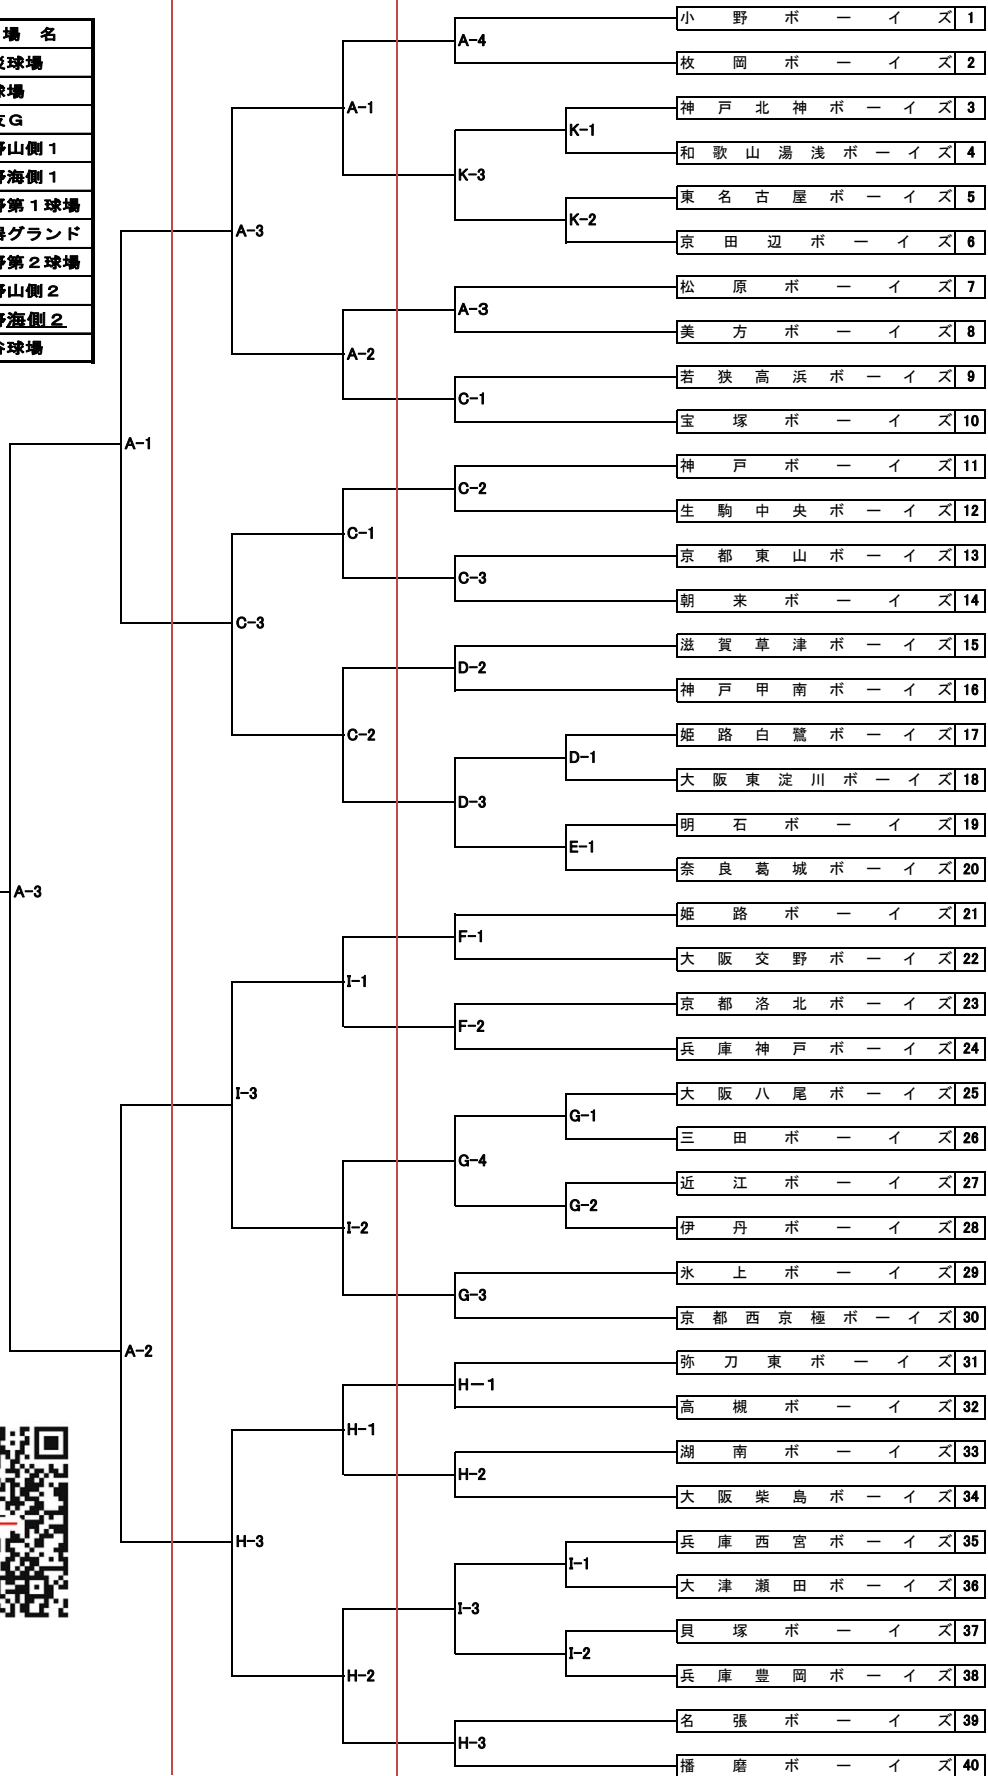 場 名
球場
球場
G
山側1
海側1
第1球場
グランド
第2球場
山側2
海側2
球場
小野ボーイズ 1
枚岡ボーイズ 2
神戸北神ボーイズ 3
和歌山湯浅ボーイズ 4
東名古屋ボーイズ 5
京田辺ボーイズ 6
松原ボーイズ 7
美方ボーイズ 8
若狭高浜ボーイズ 9
宝塚ボーイズ 10
神戸ボーイズ 11
生駒中央ボーイズ 12
京都東山ボーイズ 13
朝来ボーイズ 14
滋賀草津ボーイズ 15
神戸甲南ボーイズ 16
姫路白鷺ボーイズ 17
大阪東淀川ボーイズ 18
明石ボーイズ 19
奈良葛城ボーイズ 20
姫路ボーイズ 21
大阪交野ボーイズ 22
京都洛北ボーイズ 23
兵庫神戸ボーイズ 24
大阪八尾ボーイズ 25
三田ボーイズ 26
近江ボーイズ 27
伊丹ボーイズ 28
氷上ボーイズ 29
京都西京極ボーイズ 30
弥刀東ボーイズ 31
高槻ボーイズ 32
湖南ボーイズ 33
大阪柴島ボーイズ 34
兵庫西宮ボーイズ 35
大津瀬田ボーイズ 36
貝塚ボーイズ 37
兵庫豊岡ボーイズ 38
名張ボーイズ 39
播磨ボーイズ 40
K-1
K-2
D-1
E-1
G-1
G-2
I-1
I-2
A-4
K-3
A-3
C-1
C-2
C-3
D-2
D-3
F-1
F-2
G-4
G-3
H-1
H-2
I-3
H-3
A-1
A-2
C-1
C-2
I-1
I-2
H-1
H-2
A-3
C-3
I-3
H-3
A-1
A-2
A-3